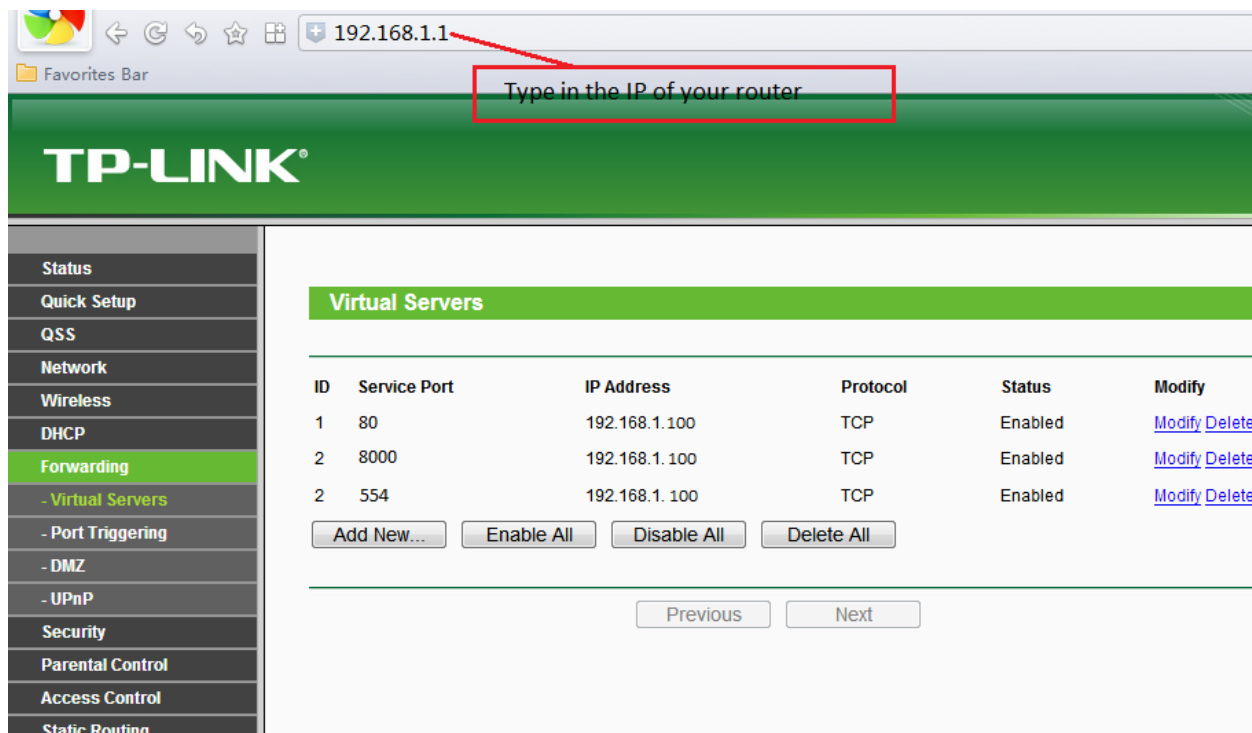 192.168.1.1
Favorites Bar
Type in the IP of your router
TP-LINK®
Status
Quick Setup
QSS
Network
Wireless
DHCP
Forwarding
- Virtual Servers
- Port Triggering
- DMZ
- UPnP
Security
Parental Control
Access Control
Static Routing
Virtual Servers
ID Service Port IP Address Protocol Status Modify
1 80 192.168.1.100 TCP Enabled Modify Delete
2 8000 192.168.1.100 TCP Enabled Modify Delete
2 554 192.168.1. 100 TCP Enabled Modify Delete
Add New... Enable All Disable All Delete All
Previous Next